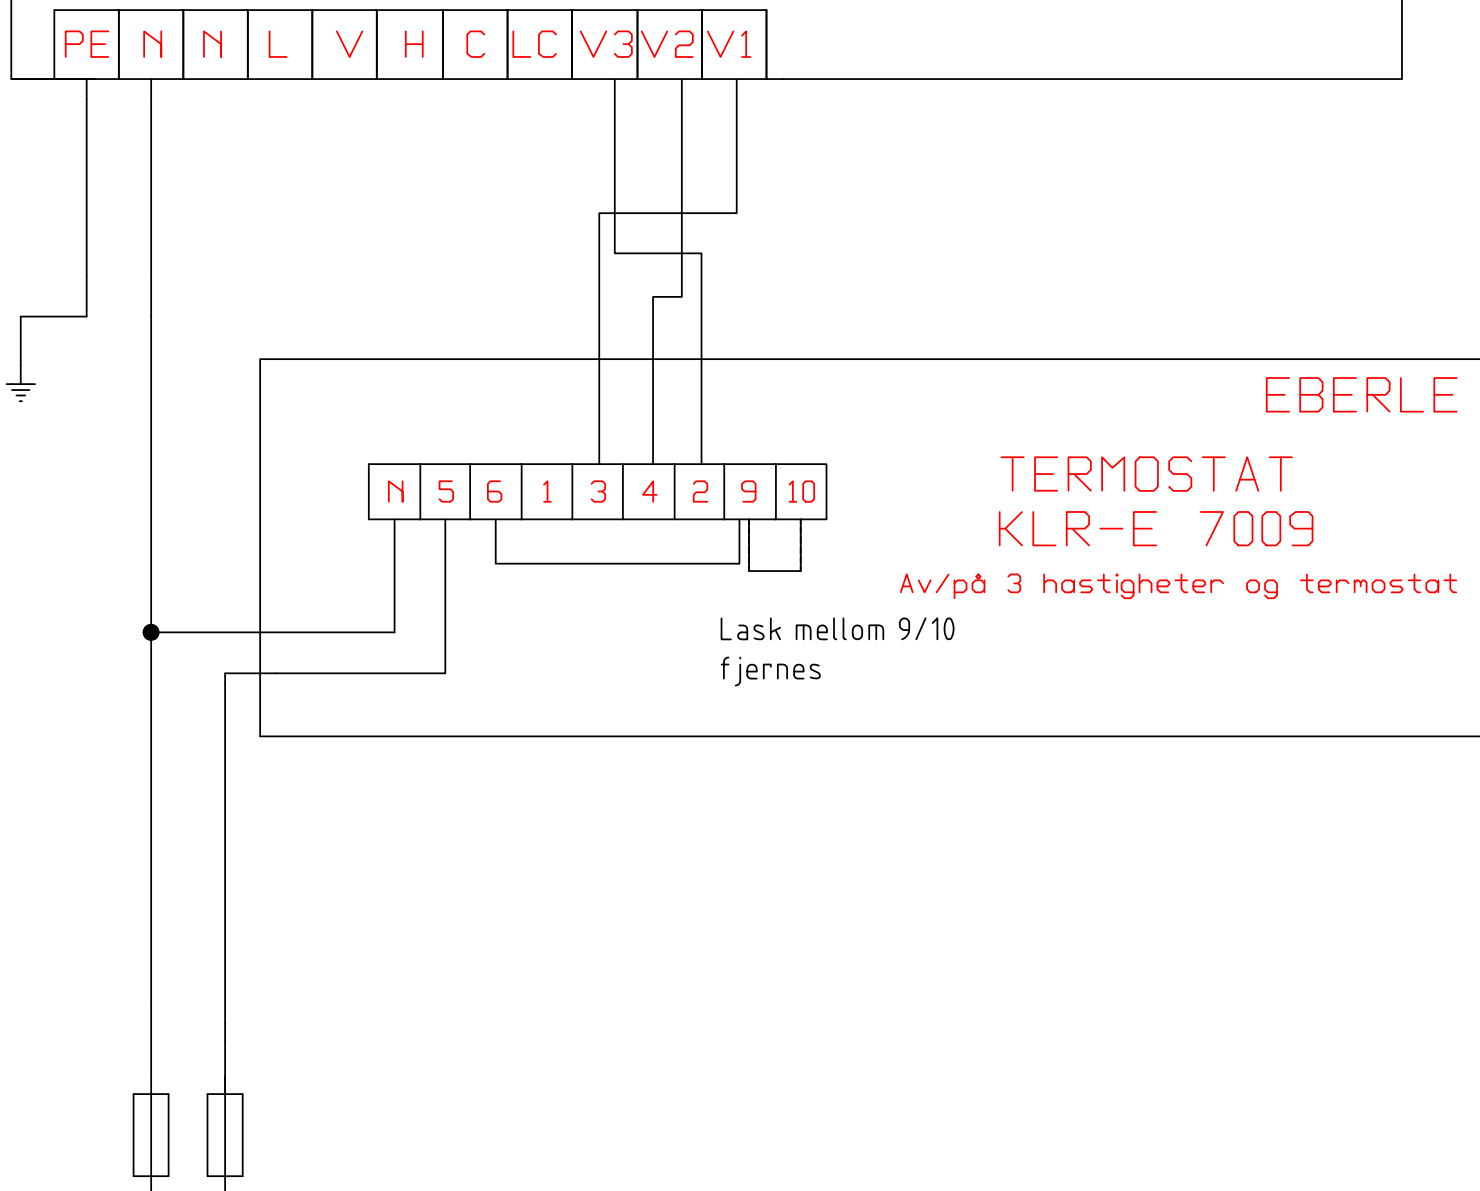 PE N N L V H C LC V3 V2 V1
EBERLE
N 5 6 1 3 4 2 9 10
TERMOSTAT
KLR-E 7009
Av/på 3 hastigheter og termostat
Lask mellom 9/10
fjernes